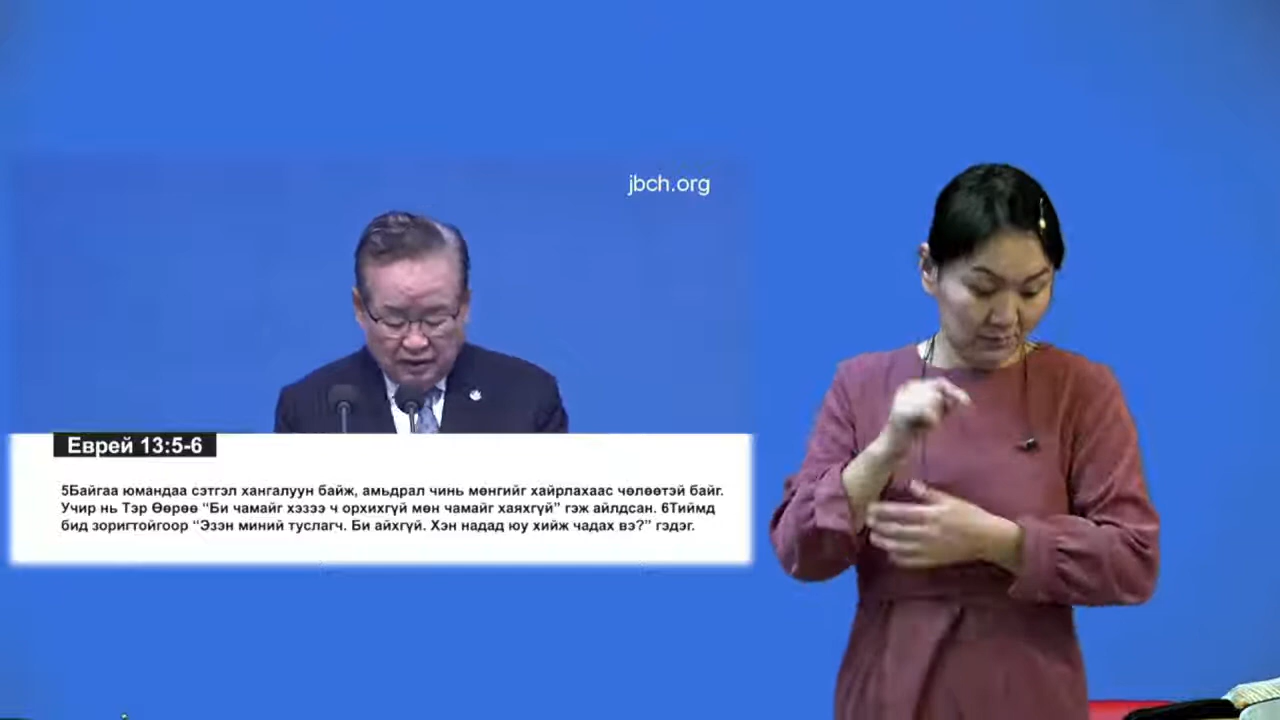 jbch.org
Еврей 13:5-6
5Байгаа юмандаа сэтгэл хангалуун байж, амьдрал чинь мөнгийг хайрлахаас чөлөөтэй байг.
Учир нь Тэр Өөрөө “Би чамайг хэзээ ч орхихгүй мөн чамайг хаяхгүй” гэж айлдсан. 6Тиймд
бид зоригтойгоор “Эзэн миний туслагч. Би айхгүй. Хэн надад юу хийж чадах вэ?” гэдэг.